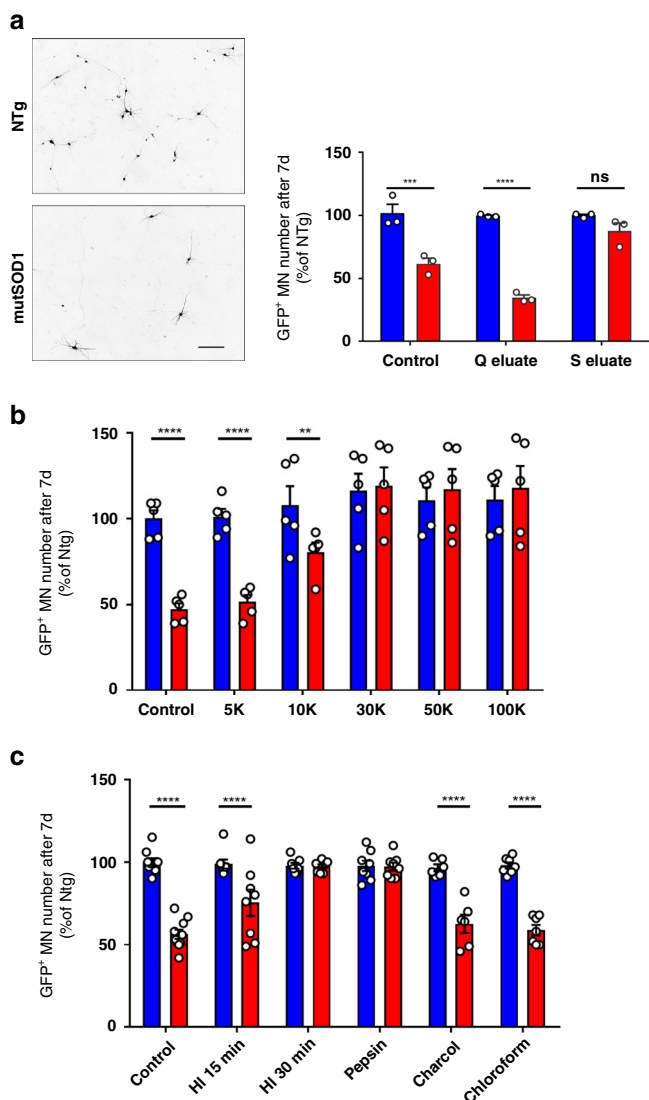 a
NTg
mutSOD1
GFP+ MN number after 7d
(%of NTg)
150
100
50
0
***
****
ns
Control
Q eluate
S eluate
b
GFP+ MN number after 7d
(%of Ntg)
150
100
50
0
****
****
**
Control
5K
10K
30K
50K
100K
c
GFP+ MN number after 7d
(%of Ntg)
150
100
50
0
****
****
****
****
Control
HI 15 min
HI 30 min
Pepsin
Charcol
Chloroform